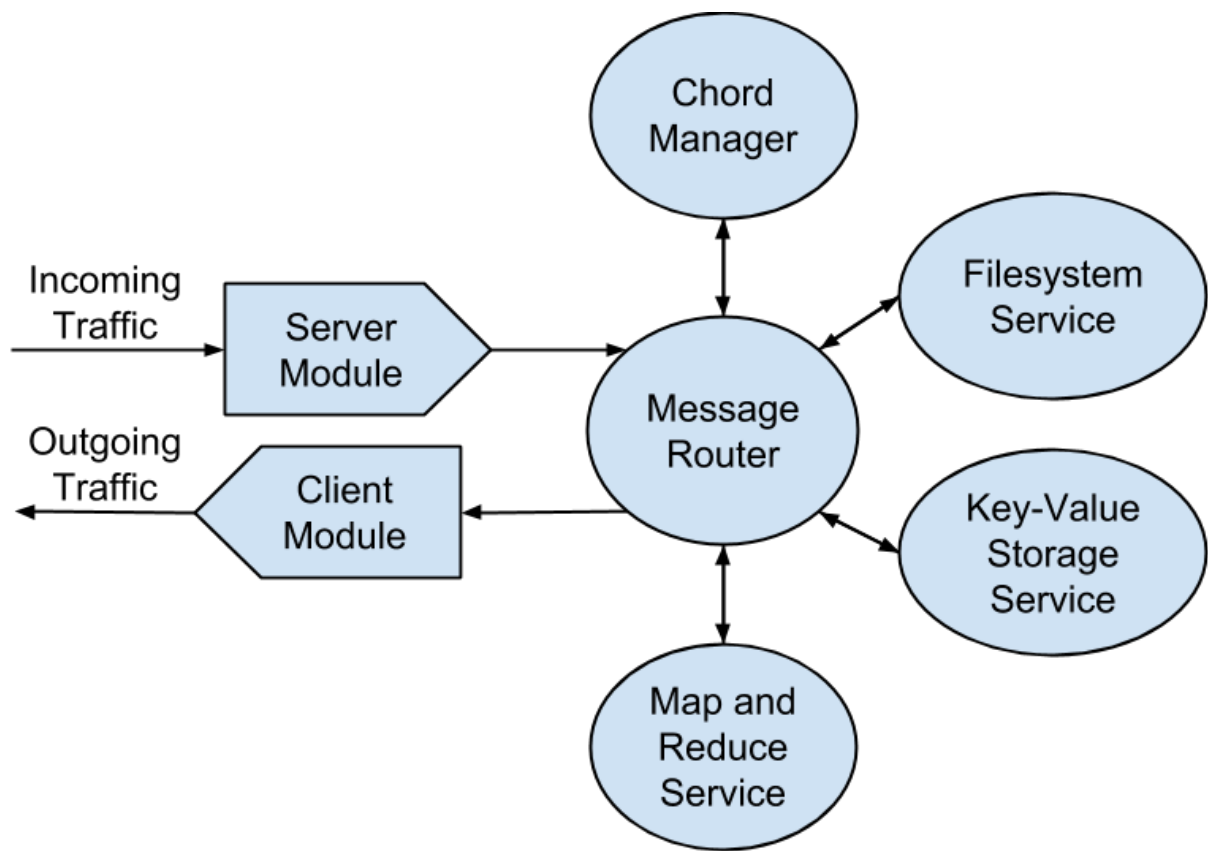 Chord
Manager
Filesystem
Service
Incoming
Traffic
Server
Module
Message
Router
Outgoing
Traffic
Client
Module
Key-Value
Storage
Service
Map and
Reduce
Service